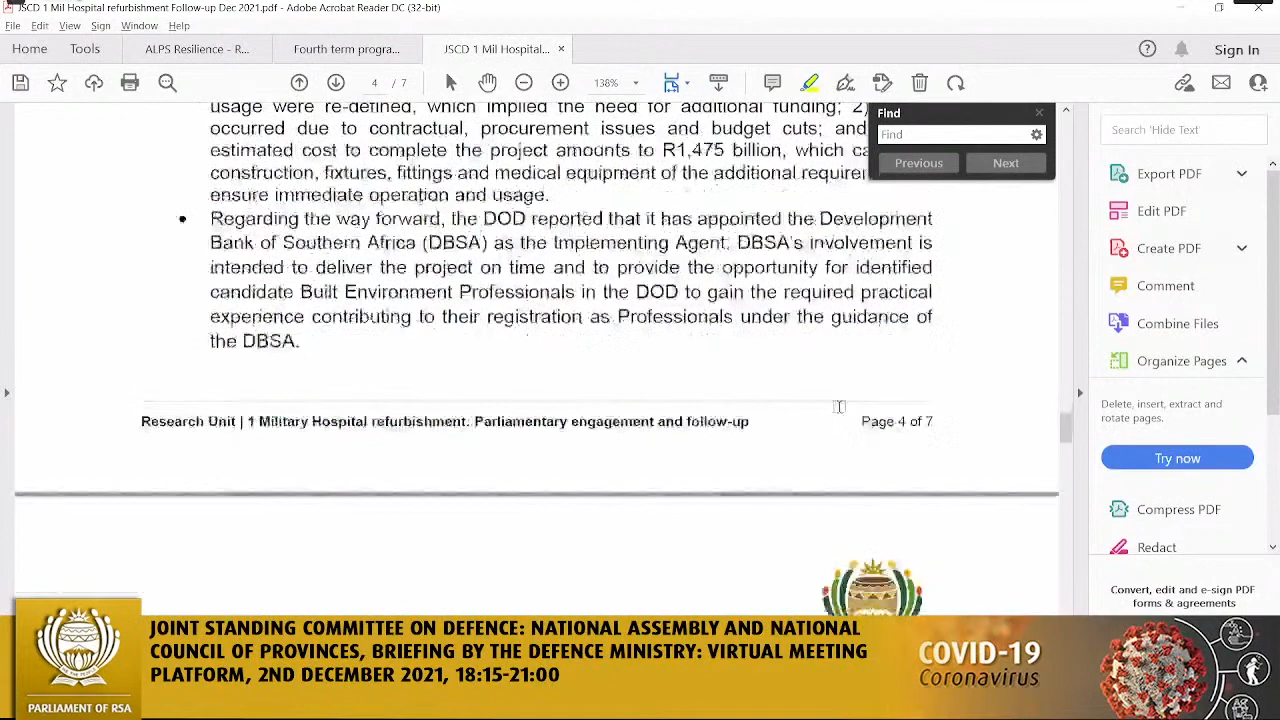 JSCD 1 Mil Hospital refurbishment Follow-up Dec 2021.pdf - Adobe Acrobat Reader DC (32-bit)
File Edit View Sign Window Help
Home Tools ALPS Resilience - R... Fourth term progra... JSCD 1 Mil Hospital... × Sign In
4 / 7 138%
usage were re-defined, which implied the need for additional funding; 2)
occurred due to contractual, procurement issues and budget cuts; and
estimated cost to complete the project amounts to R1,475 billion, which
construction, fixtures, fittings and medical equipment of the additional
ensure immediate operation and usage.
• Regarding the way forward, the DOD reported that it has appointed the Development
Bank of Southern Africa (DBSA) as the Implementing Agent. DBSA's involvement is
intended to deliver the project on time and to provide the opportunity for identified
candidate Built Environment Professionals in the DOD to gain the required practical
experience contributing to their registration as Professionals under the guidance of
the DBSA.
Research Unit | 1 Military Hospital refurbishment. Parliamentary engagement and follow-up Page 4 of 7
Find
Find
Previous Next
Search 'Hide Text'
Export PDF
Edit PDF
Create PDF
Comment
Combine Files
Organize Pages
Delete, insert, extract and
rotate pages.
Try now
Compress PDF
Redact
Convert, edit and e-sign PDF
forms & agreements
PARLIAMENT OF RSA
JOINT STANDING COMMITTEE ON DEFENCE: NATIONAL ASSEMBLY AND NATIONAL
COUNCIL OF PROVINCES, BRIEFING BY THE DEFENCE MINISTRY: VIRTUAL MEETING
PLATFORM, 2ND DECEMBER 2021, 18:15-21:00
COVID-19
Coronavirus